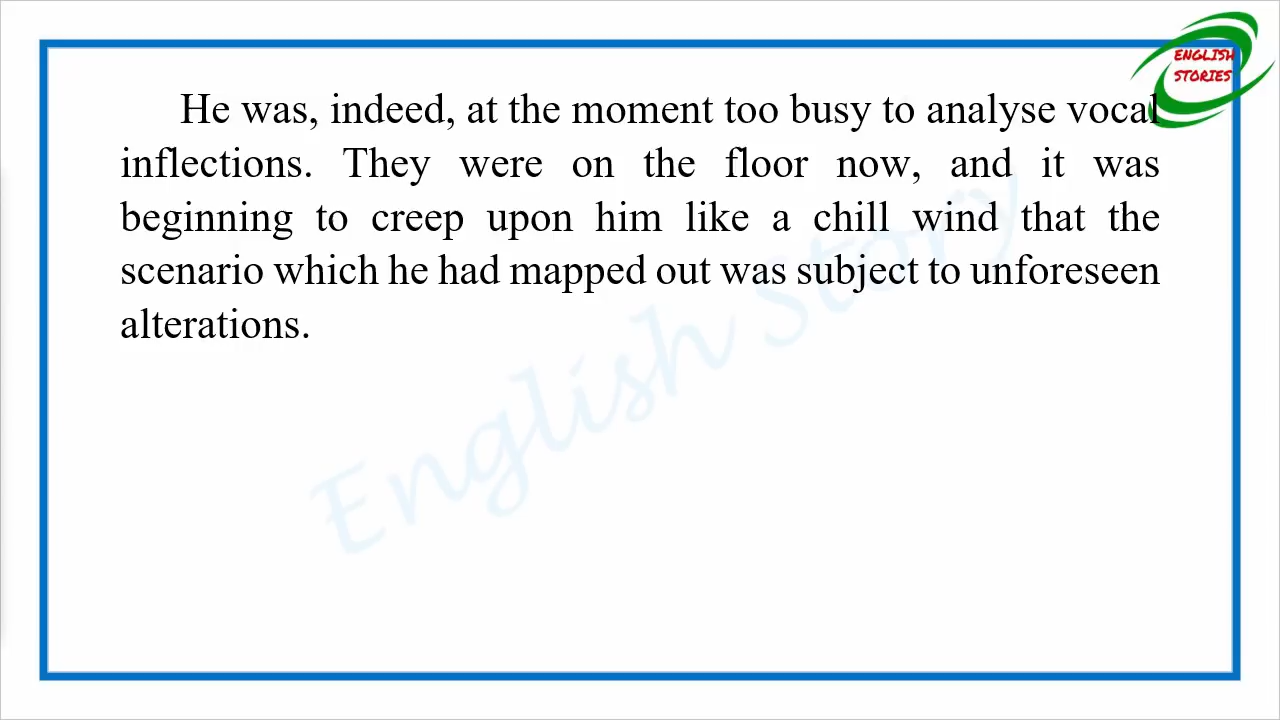 ENGLISH
STORIES
He was, indeed, at the moment too busy to analyse vocal
inflections. They were on the floor now, and it was
beginning to creep upon him like a chill wind that the
scenario which he had mapped out was subject to unforeseen
alterations.
English Story